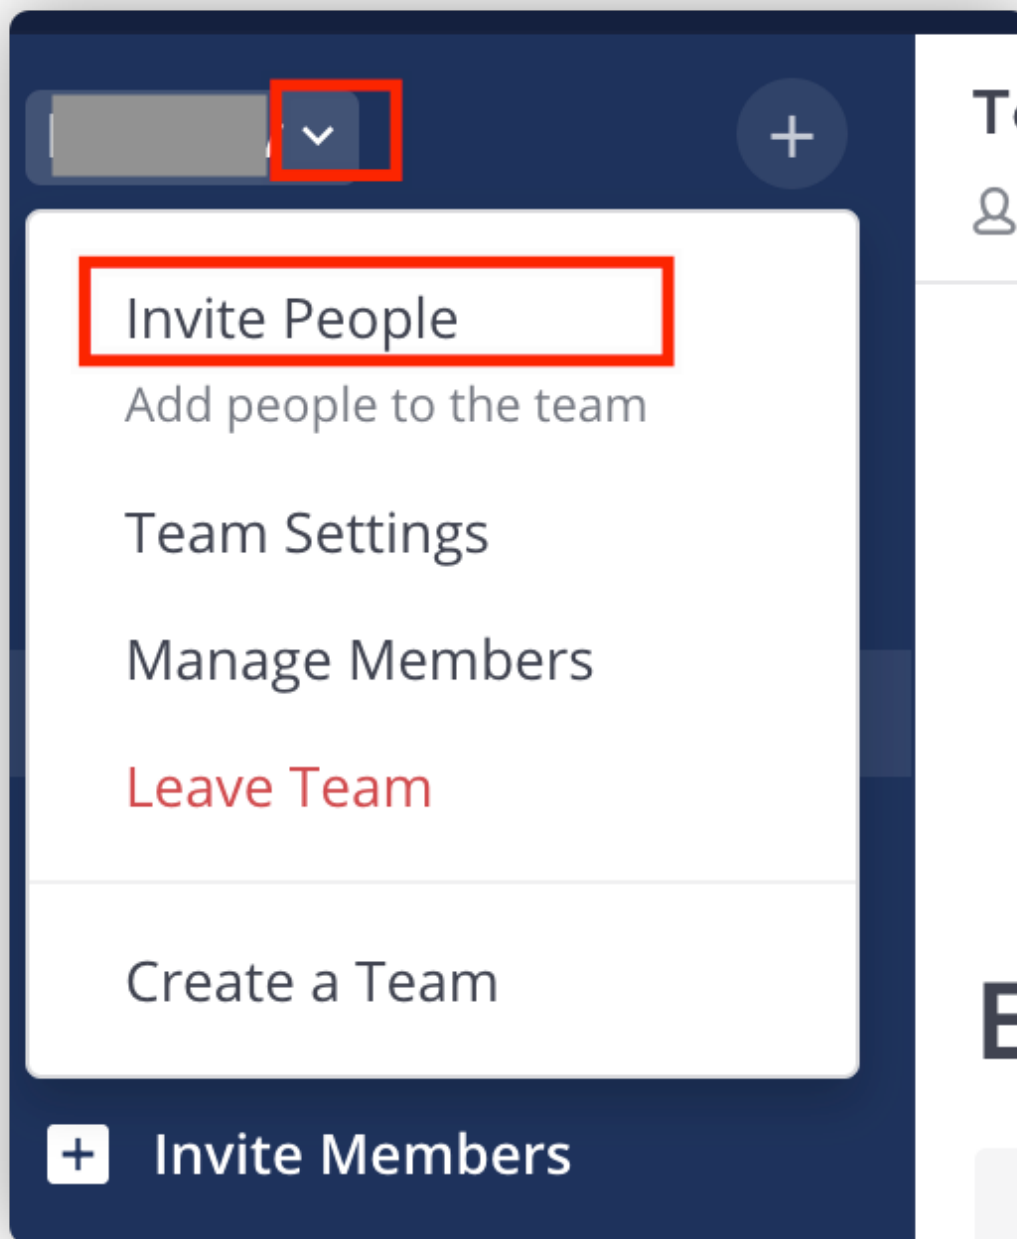 Invite People
Add people to the team
Team Settings
Manage Members
Leave Team
Create a Team
Invite Members